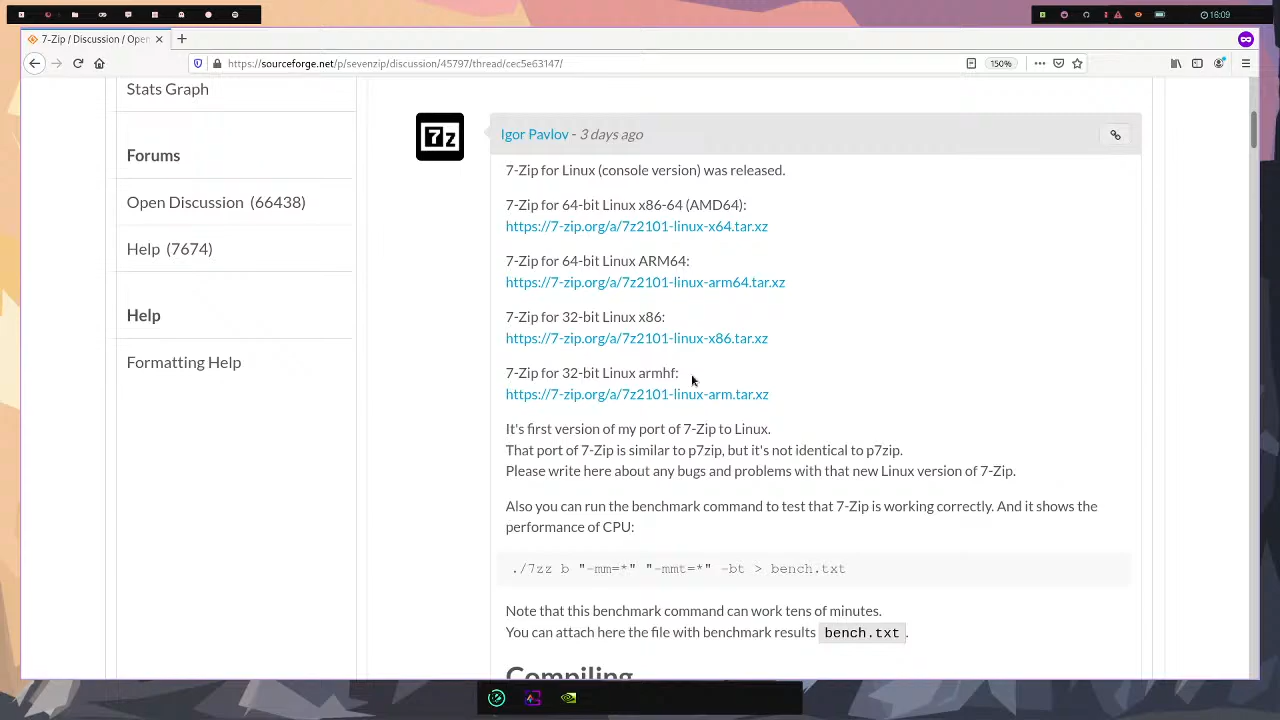 16:09
7-Zip / Discussion / Open
https://sourceforge.net/p/sevenzip/discussion/45797/thread/cec5e63147/
150%
Stats Graph
Forums
Open Discussion (66438)
Help (7674)
Help
Formatting Help
7z
Igor Pavlov - 3 days ago
7-Zip for Linux (console version) was released.
7-Zip for 64-bit Linux x86-64 (AMD64):
https://7-zip.org/a/7z2101-linux-x64.tar.xz
7-Zip for 64-bit Linux ARM64:
https://7-zip.org/a/7z2101-linux-arm64.tar.xz
7-Zip for 32-bit Linux x86:
https://7-zip.org/a/7z2101-linux-x86.tar.xz
7-Zip for 32-bit Linux armhf:
https://7-zip.org/a/7z2101-linux-arm.tar.xz
It's first version of my port of 7-Zip to Linux.
That port of 7-Zip is similar to p7zip, but it's not identical to p7zip.
Please write here about any bugs and problems with that new Linux version of 7-Zip.
Also you can run the benchmark command to test that 7-Zip is working correctly. And it shows the
performance of CPU:
./7zz b "-mm=*" "-mmt=*" -bt > bench.txt
Note that this benchmark command can work tens of minutes.
You can attach here the file with benchmark results bench.txt.
Compiling